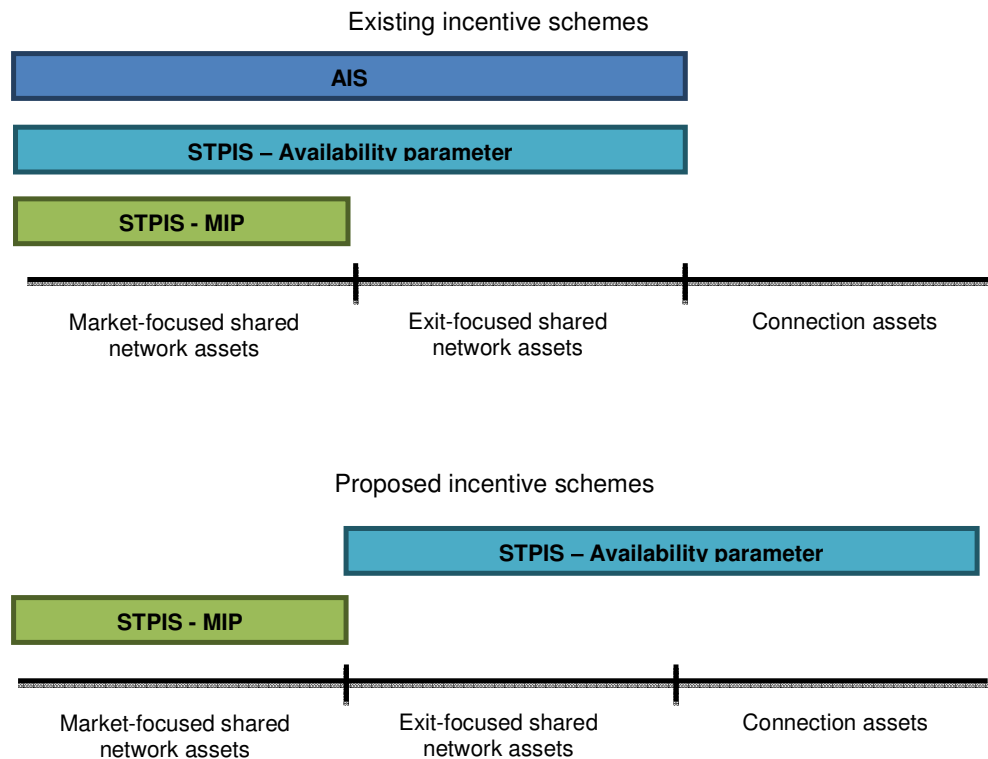 Existing incentive schemes
AIS
STPIS – Availability parameter
STPIS - MIP
Market-focused shared
network assets
Exit-focused shared
network assets
Connection assets
Proposed incentive schemes
STPIS – Availability parameter
STPIS - MIP
Market-focused shared
network assets
Exit-focused shared
network assets
Connection assets